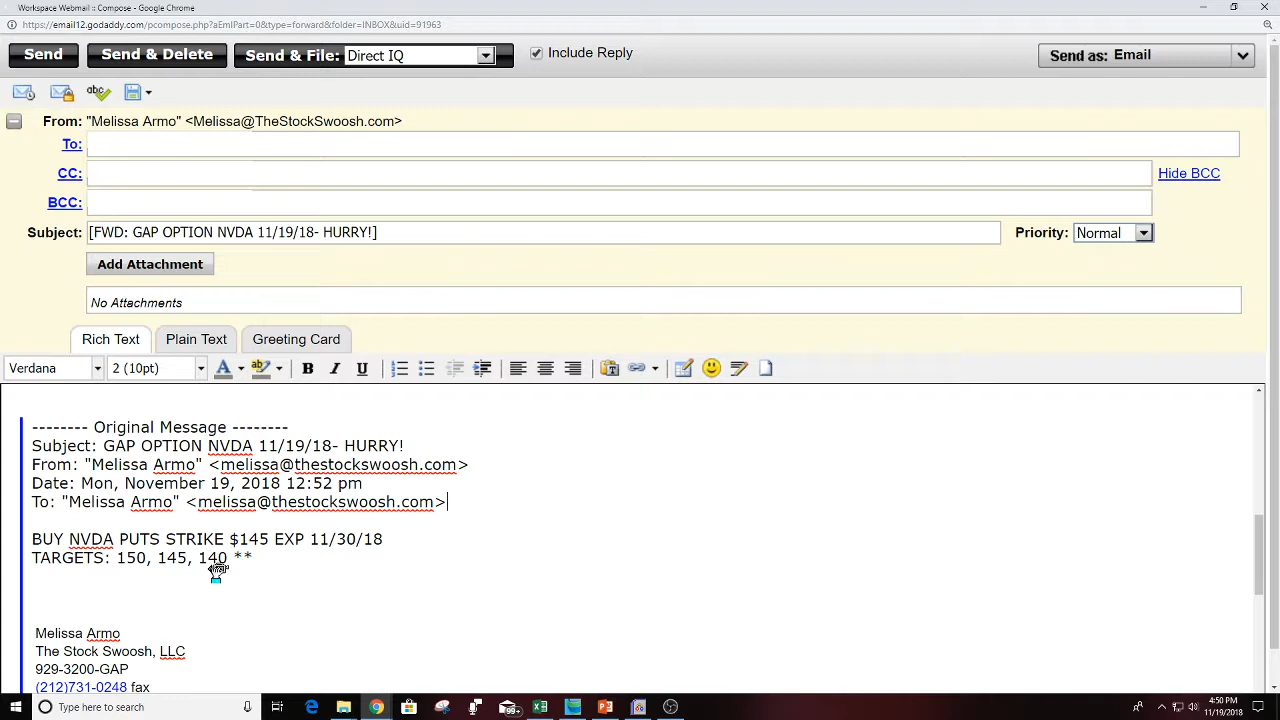 Workspace Webmail :: Compose - Google Chrome
https://email12.godaddy.com/pcompose.php?aEmlPart=0&type=forward&folder=INBOX&uid=91963
Send Send & Delete Send & File: Direct IQ Include Reply Send as: Email
abc
From: "Melissa Armo" <Melissa@TheStockSwoosh.com>
To:
CC: Hide BCC
BCC:
Subject: [FWD: GAP OPTION NVDA 11/19/18- HURRY!] Priority: Normal
Add Attachment
No Attachments
Rich Text Plain Text Greeting Card
Verdana 2 (10pt) A ab B I U
-------- Original Message --------
Subject: GAP OPTION NVDA 11/19/18- HURRY!
From: "Melissa Armo" <melissa@thestockswoosh.com>
Date: Mon, November 19, 2018 12:52 pm
To: "Melissa Armo" <melissa@thestockswoosh.com>
BUY NVDA PUTS STRIKE $145 EXP 11/30/18
TARGETS: 150, 145, 140 **
Melissa Armo
The Stock Swoosh, LLC
929-3200-GAP
(212)731-0248 fax
Type here to search 99+ 4:50 PM
11/19/2018